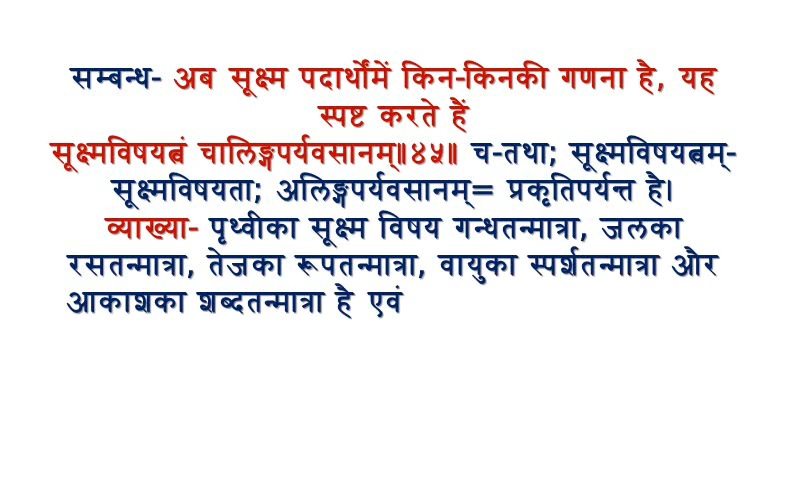 सम्बन्ध- अब सूक्ष्म पदार्थोंमें किन-किनकी गणना है, यह
स्पष्ट करते हैं
सूक्ष्मविषयत्वं चालिङ्गपर्यवसानम्॥४५॥ च-तथा; सूक्ष्मविषयत्वम्-
सूक्ष्मविषयता; अलिङ्गपर्यवसानम्= प्रकृतिपर्यन्त है।
व्याख्या- पृथ्वीका सूक्ष्म विषय गन्धतन्मात्रा, जलका
रसतन्मात्रा, तेजका रूपतन्मात्रा, वायुका स्पर्शतन्मात्रा और
आकाशका शब्दतन्मात्रा है एवं